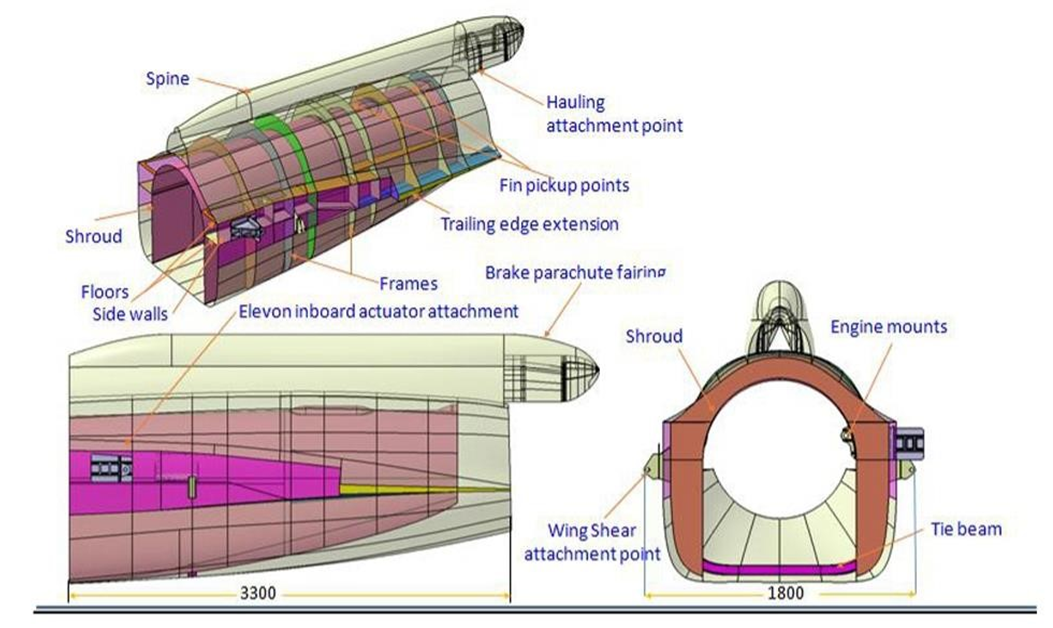 Spine
Hauling
attachment point
Fin pickup points
Trailing edge extension
Shroud
Frames
Floors
Side walls
Brake parachute fairing
Elevon inboard actuator attachment
Shroud
Engine mounts
Wing Shear
attachment point
Tie beam
3300
1800